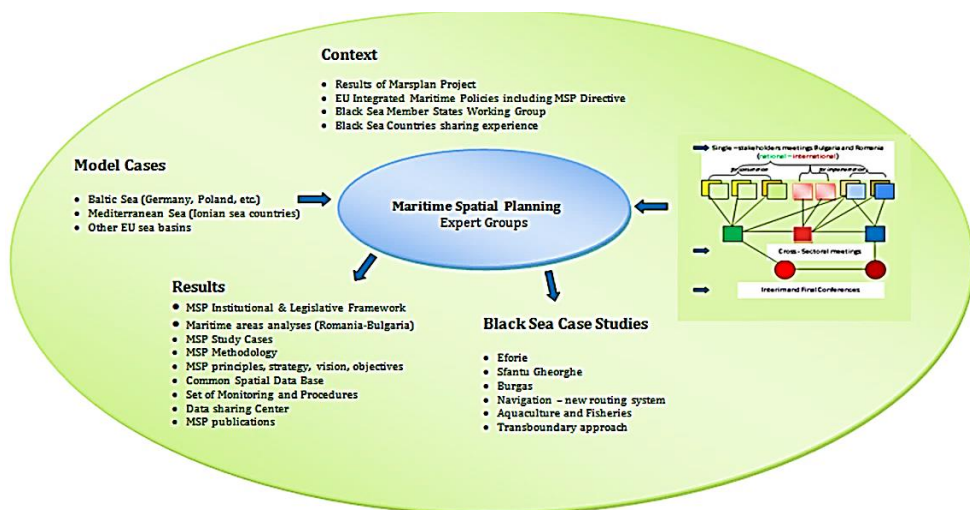 Context
• Results of Marsplan Project
• EU Integrated Maritime Policies including MSP Directive
• Black Sea Member States Working Group
• Black Sea Countries sharing experience
Model Cases
• Baltic Sea (Germany, Poland, etc.)
• Mediterranean Sea (Ionian sea countries)
• Other EU sea basins
Maritime Spatial Planning
Expert Groups
Single –stakeholders meetings Bulgaria and Romania
(national – international)
for consultation
for implementation
Cross - Sectoral meetings
Interim and Final Conferences
Results
• MSP Institutional & Legislative Framework
• Maritime areas analyses (Romania-Bulgaria)
• MSP Study Cases
• MSP Methodology
• MSP principles, strategy, vision, objectives
• Common Spatial Data Base
• Set of Monitoring and Procedures
• Data sharing Center
• MSP publications
Black Sea Case Studies
• Eforie
• Sfantu Gheorghe
• Burgas
• Navigation – new routing system
• Aquaculture and Fisheries
• Transboundary approach